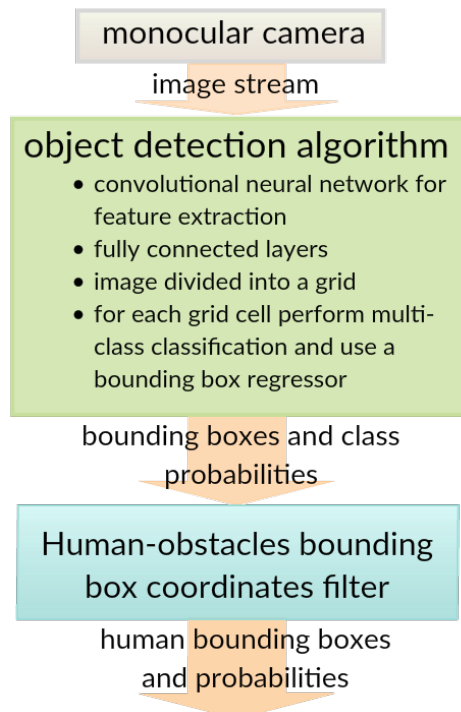 monocular camera
image stream
object detection algorithm
• convolutional neural network for
feature extraction
• fully connected layers
• image divided into a grid
• for each grid cell perform multi-
class classification and use a
bounding box regressor
bounding boxes and class
probabilities
Human-obstacles bounding
box coordinates filter
human bounding boxes
and probabilities